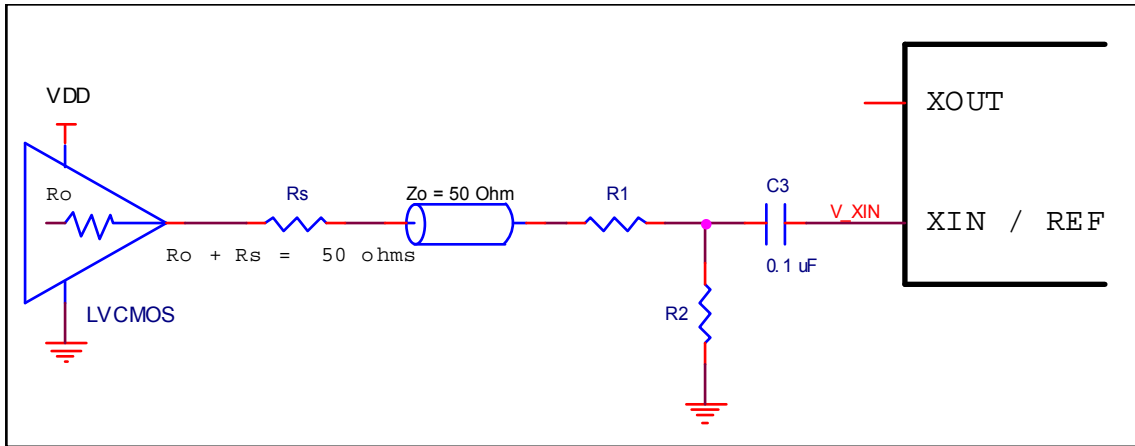 VDD
Ro
Rs
Zo = 50 Ohm
R1
C3
V_XIN
XOUT
XIN / REF
Ro + Rs = 50 ohms
0.1 uF
LVCMOS
R2